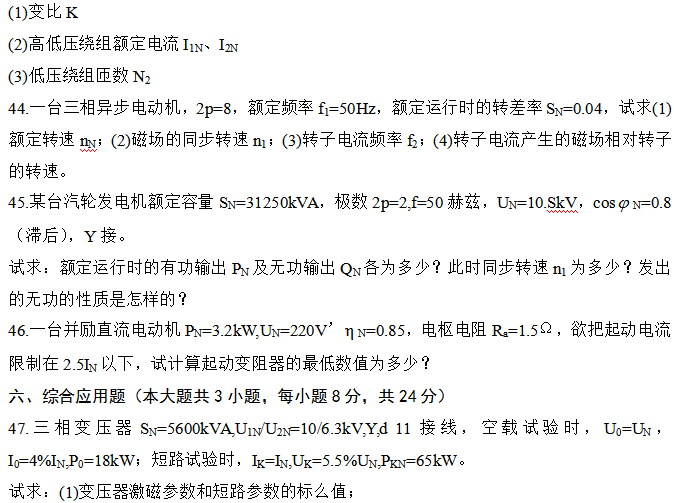 (1)变比 K
(2)高低压绕组额定电流 I1N、I2N
(3)低压绕组匝数 N2
44.一台三相异步电动机，2p=8，额定频率 f1=50Hz，额定运行时的转差率 SN=0.04，试求(1)
额定转速 nN；(2)磁场的同步转速 n1；(3)转子电流频率 f2；(4)转子电流产生的磁场相对转子
的转速。
45.某台汽轮发电机额定容量 SN=31250kVA，极数 2p=2,f=50 赫兹，UN=10.SkV，cosφN=0.8
（滞后），Y 接。
试求：额定运行时的有功输出 PN 及无功输出 QN 各为多少？此时同步转速 n1 为多少？发出
的无功的性质是怎样的？
46.一台并励直流电动机 PN=3.2kW,UN=220V’ηN=0.85，电枢电阻 Ra=1.5Ω，欲把起动电流
限制在 2.5IN 以下，试计算起动变阻器的最低数值为多少？
六、综合应用题（本大题共 3 小题，每小题 8 分，共 24 分）
47.三相变压器 SN=5600kVA,U1N/U2N=10/6.3kV,Y,d 11 接线，空载试验时，U0=UN，
I0=4%IN,P0=18kW；短路试验时，IK=IN,UK=5.5%UN,PKN=65kW。
试求：(1)变压器激磁参数和短路参数的标么值；